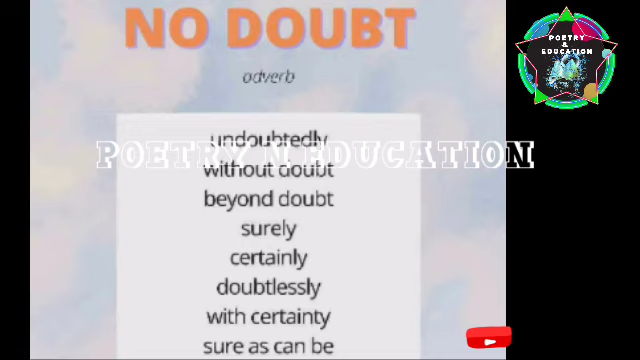 NO DOUBT
adverb
POETRY
&
EDUCATION
undoubtedly
POETRY N EDUCATION
without doubt
beyond doubt
surely
certainly
doubtlessly
with certainty
sure as can be